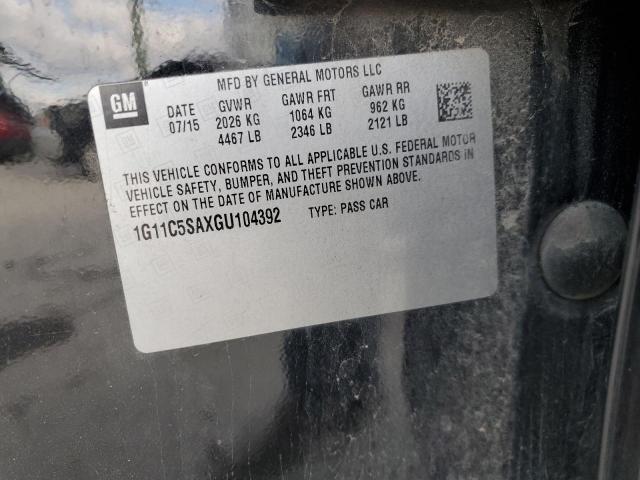 MFD BY GENERAL MOTORS LLC
GM
DATE GVWR GAWR FRT GAWR RR
07/15 2026 KG 1064 KG 962 KG
4467 LB 2346 LB 2121 LB
THIS VEHICLE CONFORMS TO ALL APPLICABLE U.S. FEDERAL MOTOR
VEHICLE SAFETY, BUMPER, AND THEFT PREVENTION STANDARDS IN
EFFECT ON THE DATE OF MANUFACTURE SHOWN ABOVE.
1G11C5SAXGU104392 TYPE: PASS CAR